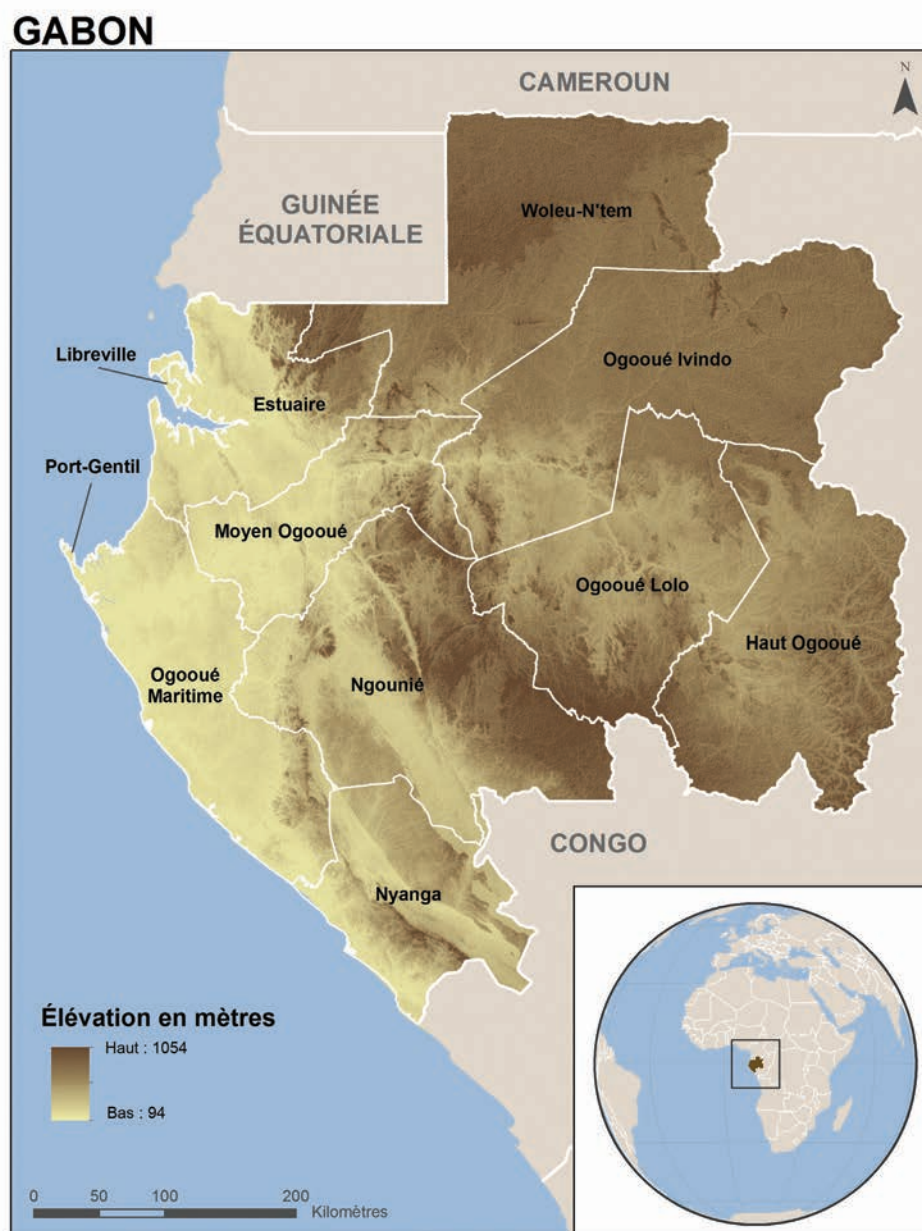 GABON
N
CAMEROUN
GUINÉE
ÉQUATORIALE
Woleu-N'tem
Libreville
Ogooué Ivindo
Estuaire
Port-Gentil
Moyen Ogooué
Ogooué Lolo
Haut Ogooué
Ogooué
Maritime
Ngounié
CONGO
Nyanga
Élévation en mètres
Haut : 1054
Bas : 94
0 50 100 200
Kilomètres